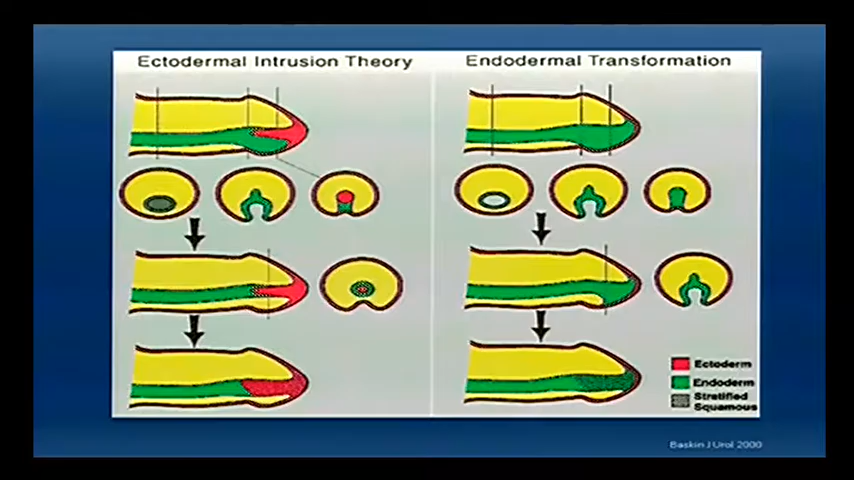 Ectodermal Intrusion Theory
Endodermal Transformation
Ectoderm
Endoderm
Stratified
Squamous
Baskin J Urol 2000